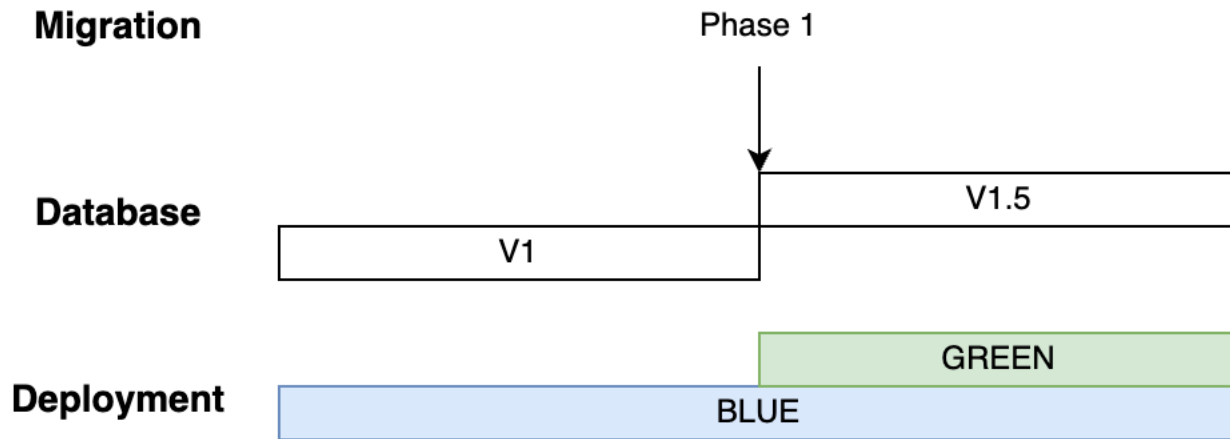 Migration
Phase 1
Database
V1.5
V1
GREEN
Deployment
BLUE